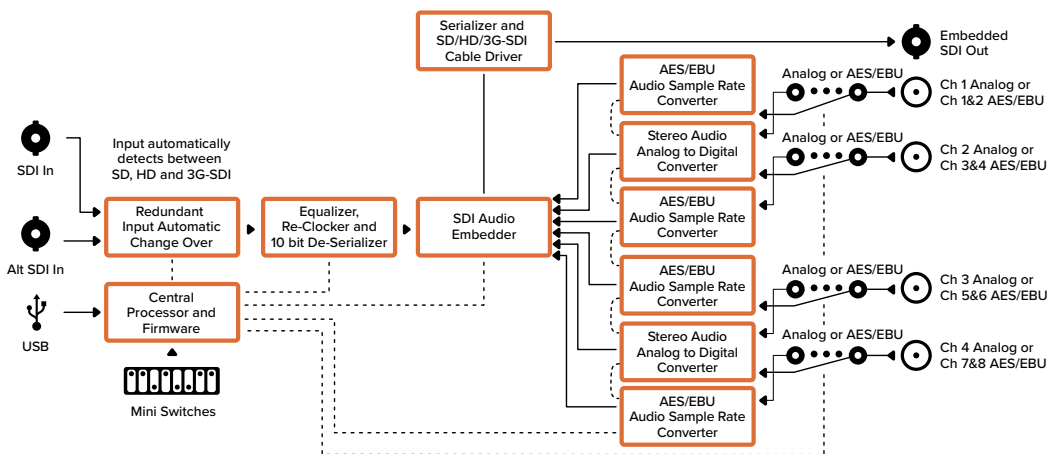 Serializer and
SD/HD/3G-SDI
Cable Driver
Embedded
SDI Out
AES/EBU
Audio Sample Rate
Converter
Analog or AES/EBU
Ch 1 Analog or
Ch 1&2 AES/EBU
SDI In
Input automatically
detects between
SD, HD and 3G-SDI
Stereo Audio
Analog to Digital
Converter
Analog or AES/EBU
Ch 2 Analog or
Ch 3&4 AES/EBU
Alt SDI In
Redundant
Input Automatic
Change Over
Equalizer,
Re-Clocker and
10 bit De-Serializer
SDI Audio
Embedder
AES/EBU
Audio Sample Rate
Converter
USB
Central
Processor and
Firmware
AES/EBU
Audio Sample Rate
Converter
Analog or AES/EBU
Ch 3 Analog or
Ch 5&6 AES/EBU
Mini Switches
Stereo Audio
Analog to Digital
Converter
Analog or AES/EBU
Ch 4 Analog or
Ch 7&8 AES/EBU
AES/EBU
Audio Sample Rate
Converter